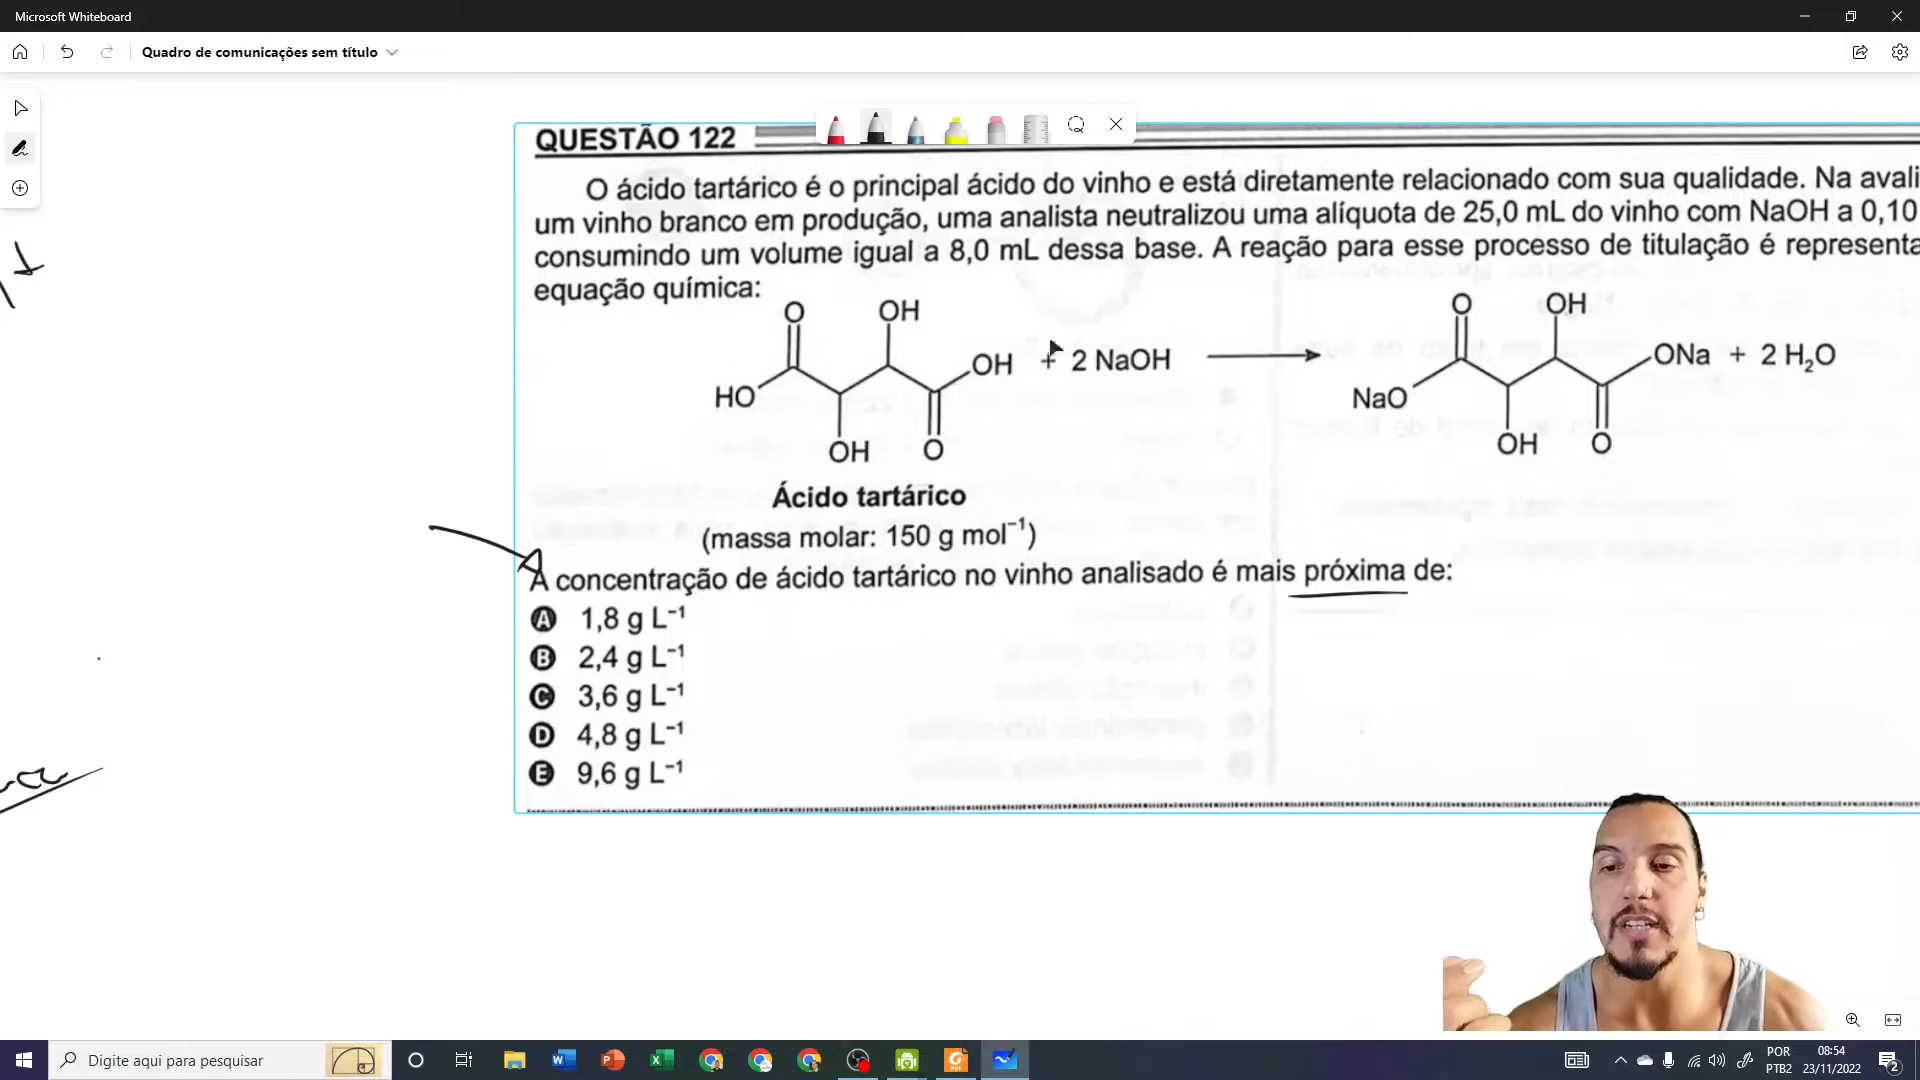 Microsoft Whiteboard
Quadro de comunicações sem título
QUESTÃO 122
O ácido tartárico é o principal ácido do vinho e está diretamente relacionado com sua qualidade. Na avali
um vinho branco em produção, uma analista neutralizou uma alíquota de 25,0 mL do vinho com NaOH a 0,10
consumindo um volume igual a 8,0 mL dessa base. A reação para esse processo de titulação é representa
equação química:
O OH O OH
HO OH + 2 NaOH NaO ONa + 2 H₂O
OH O OH O
Ácido tartárico
(massa molar: 150 g mol⁻¹)
A concentração de ácido tartárico no vinho analisado é mais próxima de:
A 1,8 g L⁻¹
B 2,4 g L⁻¹
C 3,6 g L⁻¹
D 4,8 g L⁻¹
E 9,6 g L⁻¹
Digite aqui para pesquisar
POR
PTB2
08:54
23/11/2022
2